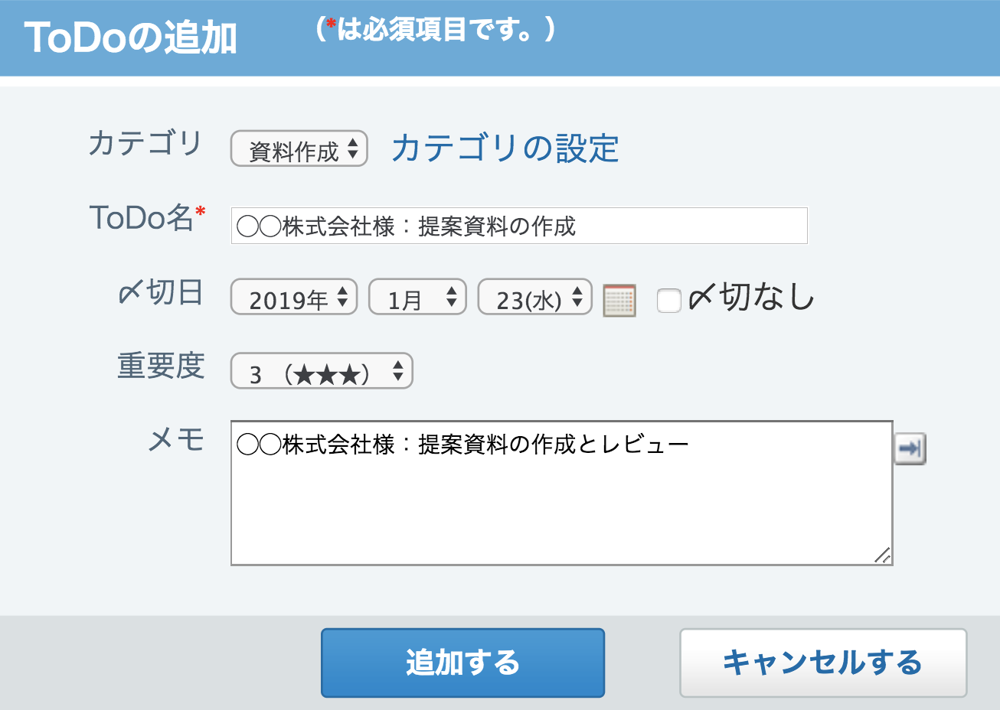 ToDoの追加 (*は必須項目です。)
カテゴリ 資料作成 カテゴリの設定
ToDo名* ◯◯株式会社様：提案資料の作成
〆切日 2019年 1月 23(水) 〆切なし
重要度 3 (★★★)
メモ ◯◯株式会社様：提案資料の作成とレビュー
追加する キャンセルする